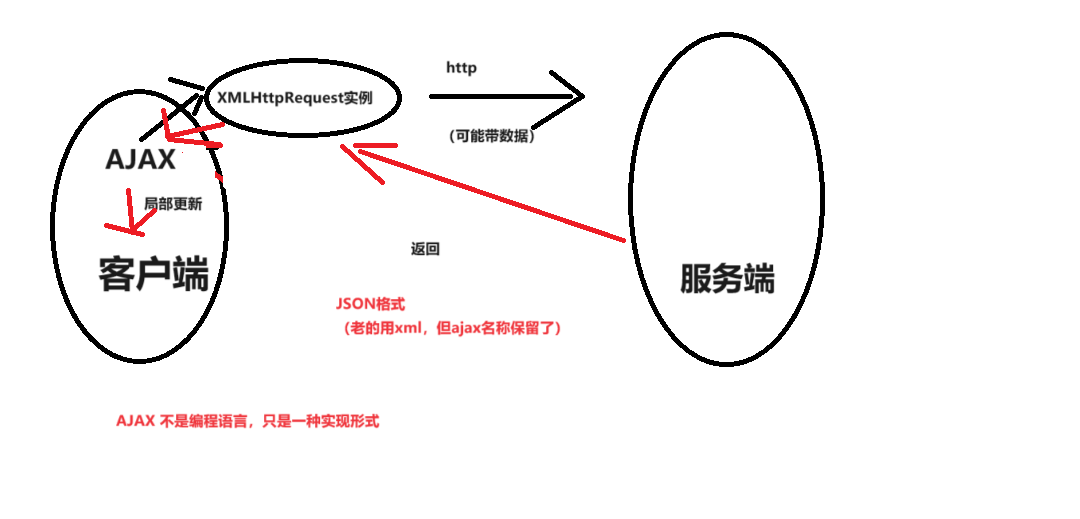 http
XMLHttpRequest实例
（可能带数据）
AJAX
局部更新
返回
客户端
服务端
JSON格式
（老的用xml，但ajax名称保留了）
AJAX 不是编程语言，只是一种实现形式